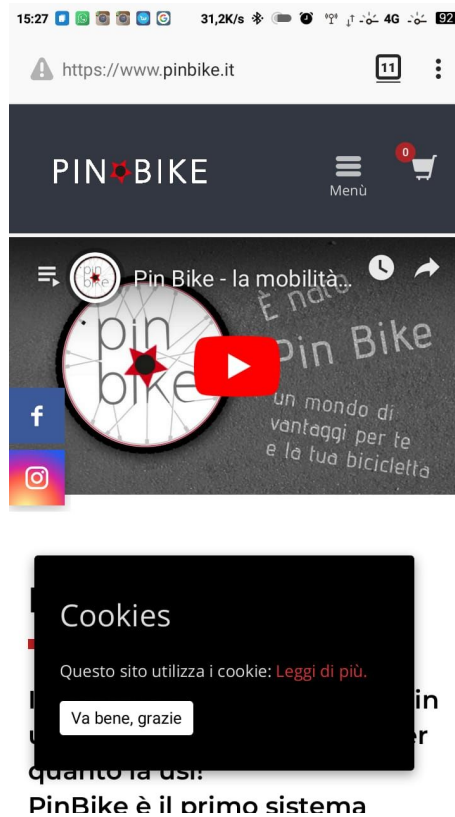 15:27 31,2K/s 4G 92
https://www.pinbike.it 11
PIN BIKE
Menù
0
pin bike
Pin Bike - la mobilità...
È nato
Pin Bike
un mondo di
vantaggi per te
e la tua bicicletta
pin
bike
f
Cookies
Questo sito utilizza i cookie: Leggi di più.
Va bene, grazie
in
quanto la usi!
PinBike è il primo sistema